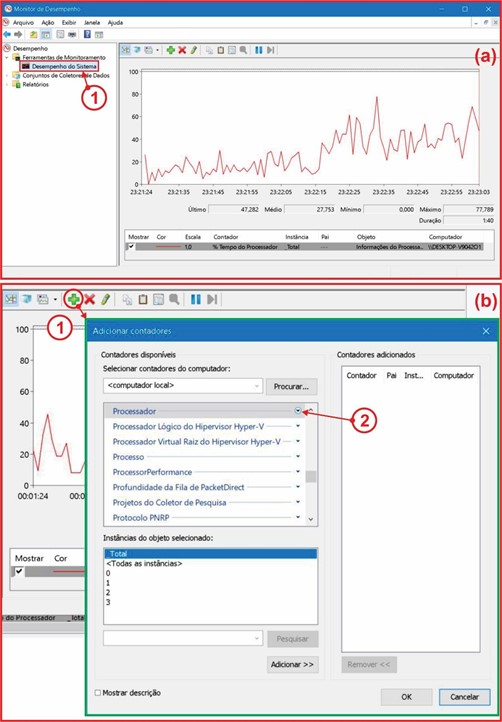 Monitor de Desempenho
Arquivo Ação Exibir Janela Ajuda
Desempenho
Ferramentas de Monitoramento
Desempenho do Sistema
Conjuntos de Coletores de Dados
Relatórios
1
(a)
100
80
60
40
20
0
23:21:24 23:21:35 23:21:45 23:21:55 23:22:05 23:22:15 23:22:25 23:22:35 23:22:45 23:22:55 23:23:03
Último 47,282 Médio 27,753 Mínimo 0,000 Máximo 77,789
Duração 1:40
Mostrar Cor Escala Contador Instância Pai Objeto Computador
1,0 % Tempo do Processador _Total --- Informações do Processa... \\DESKTOP-V9042O1
(b)
1
100
80
60
40
20
0
00:01:24
Mostrar Cor
do Processador _Tota
Adicionar contadores
Contadores disponíveis
Selecionar contadores do computador:
<computador local>
Procurar...
Processador
2
Processador Lógico do Hipervisor Hyper-V
Processador Virtual Raiz do Hipervisor Hyper-V
Processo
ProcessorPerformance
Profundidade da Fila de PacketDirect
Projetos do Coletor de Pesquisa
Protocolo PNRP
Instâncias do objeto selecionado:
_Total
<Todas as instâncias>
0
1
2
3
Pesquisar
Adicionar >>
Contadores adicionados
Contador Pai Inst... Computador
Remover <<
Mostrar descrição
OK
Cancelar